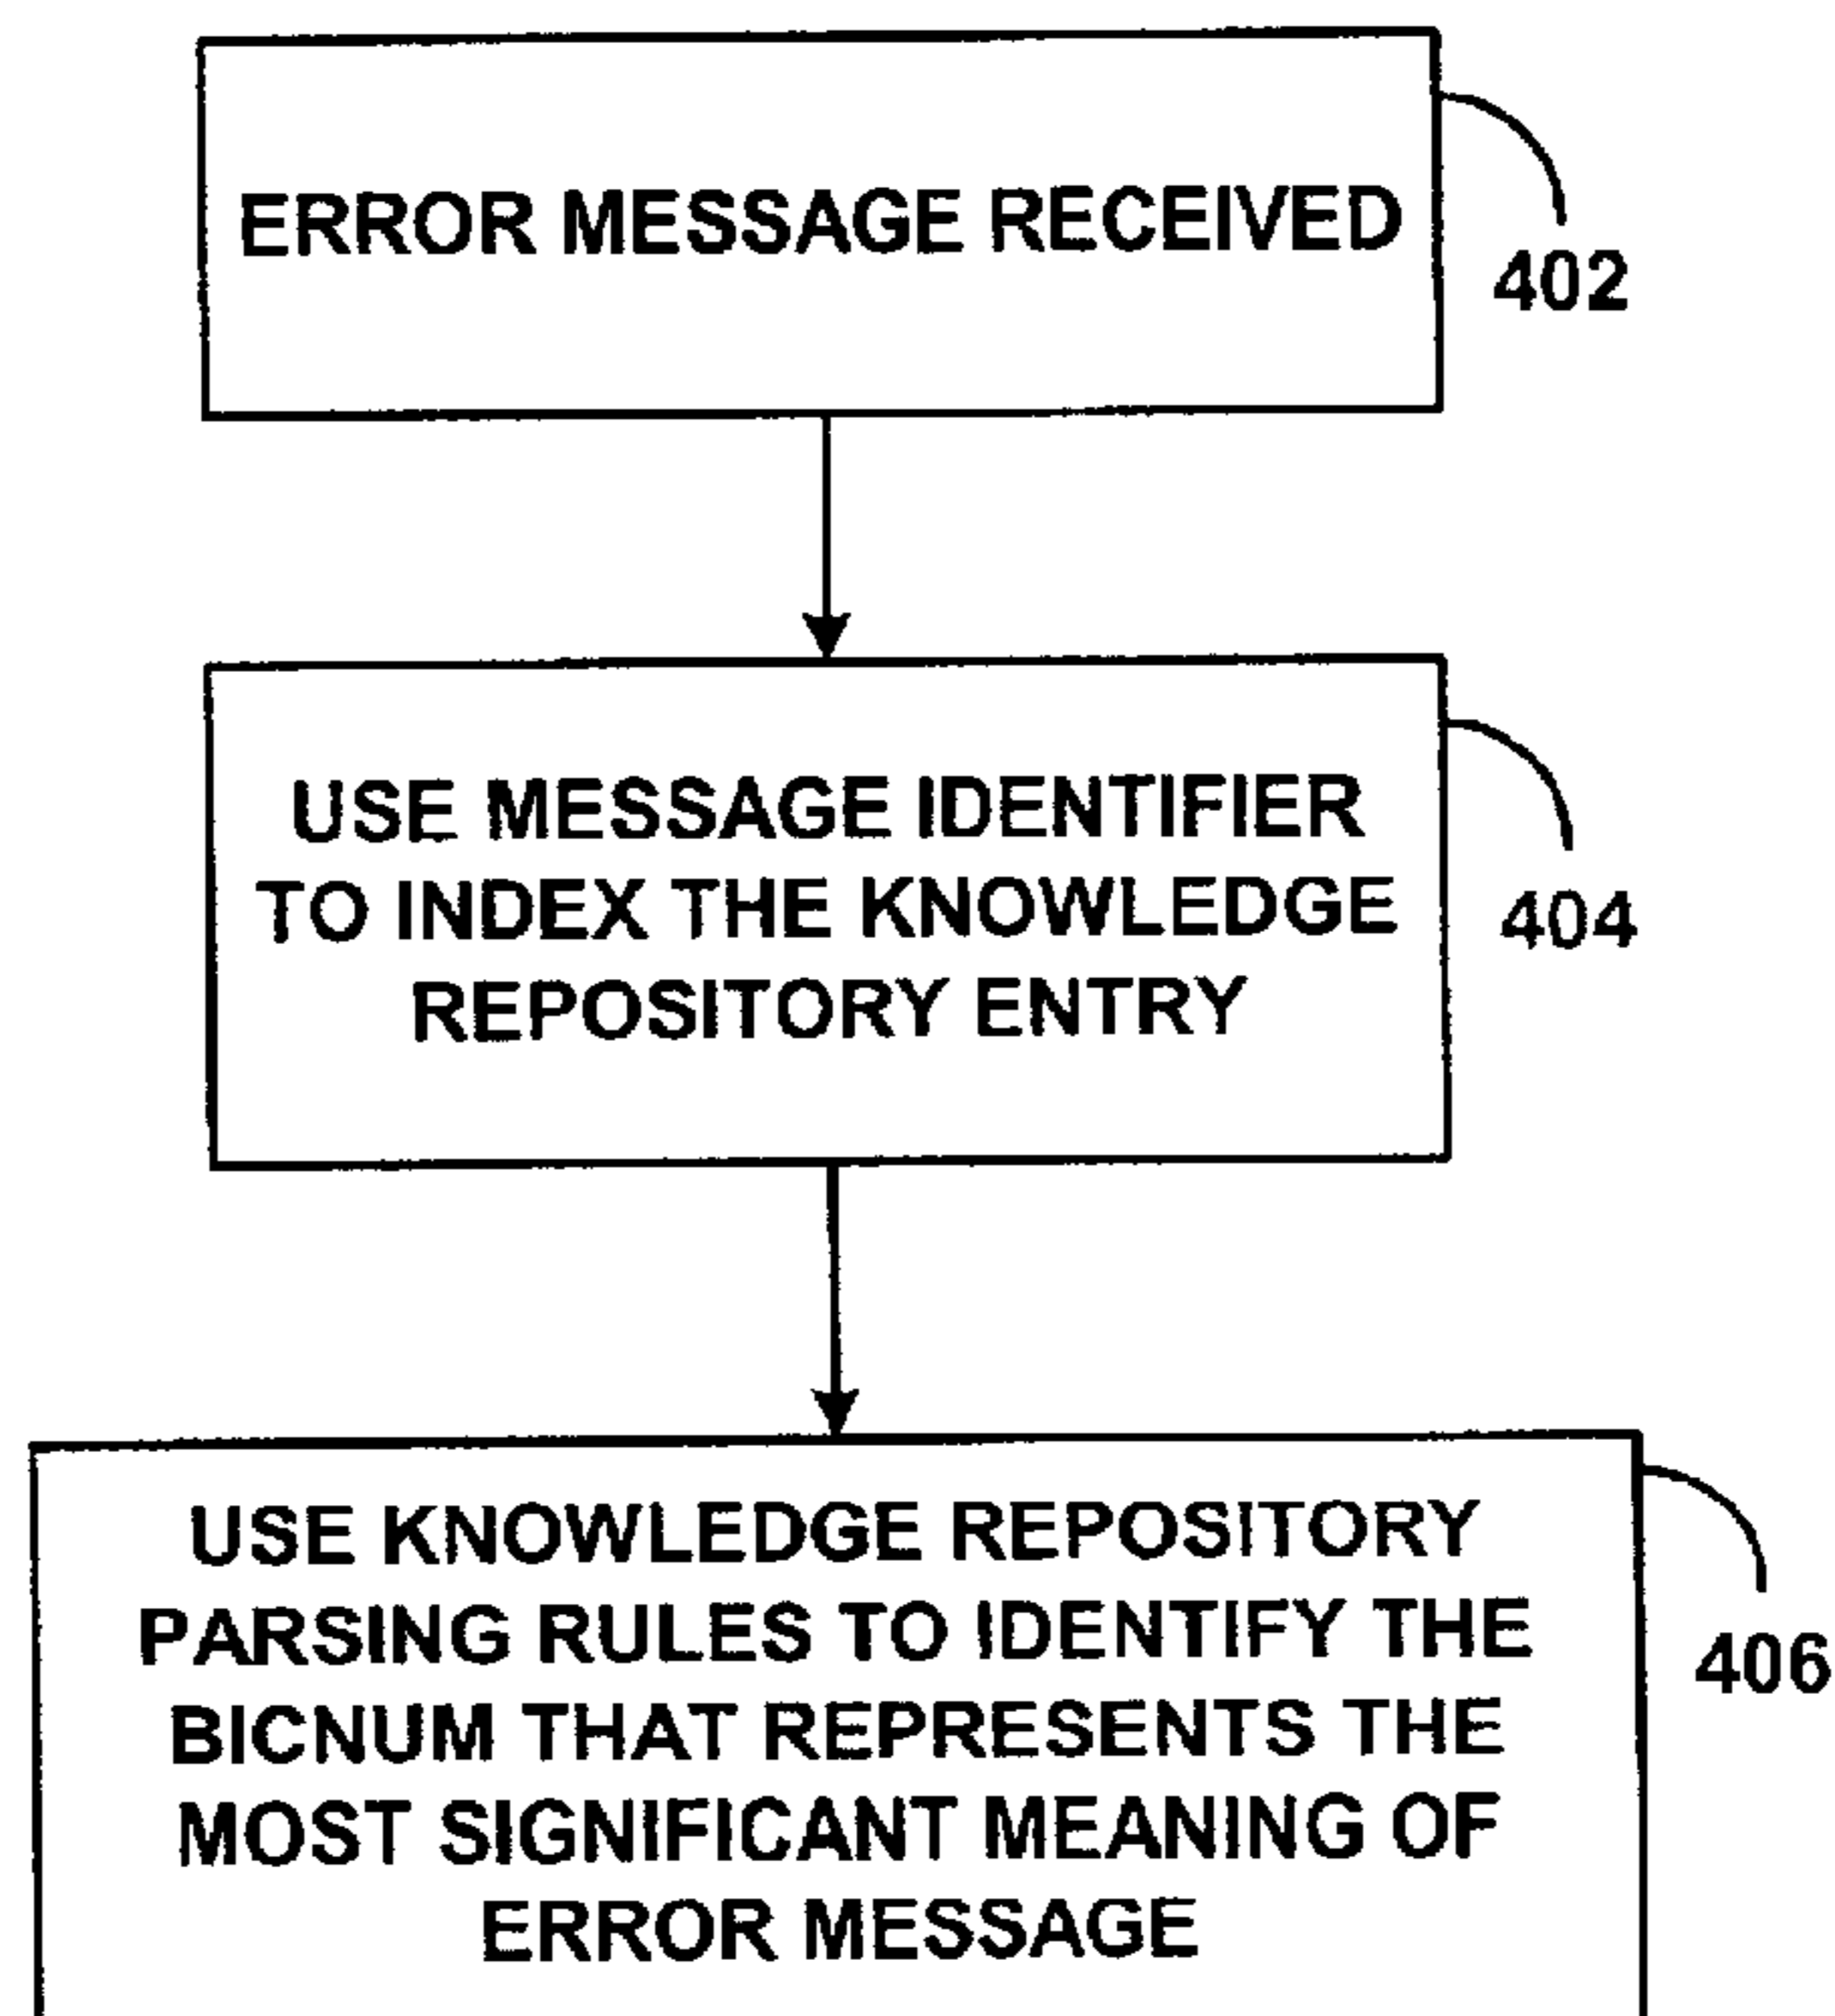 ERROR MESSAGE RECEIVED
402
USE MESSAGE IDENTIFIER
TO INDEX THE KNOWLEDGE
REPOSITORY ENTRY
404
USE KNOWLEDGE REPOSITORY
PARSING RULES TO IDENTIFY THE
BICNUM THAT REPRESENTS THE
MOST SIGNIFICANT MEANING OF
ERROR MESSAGE
406